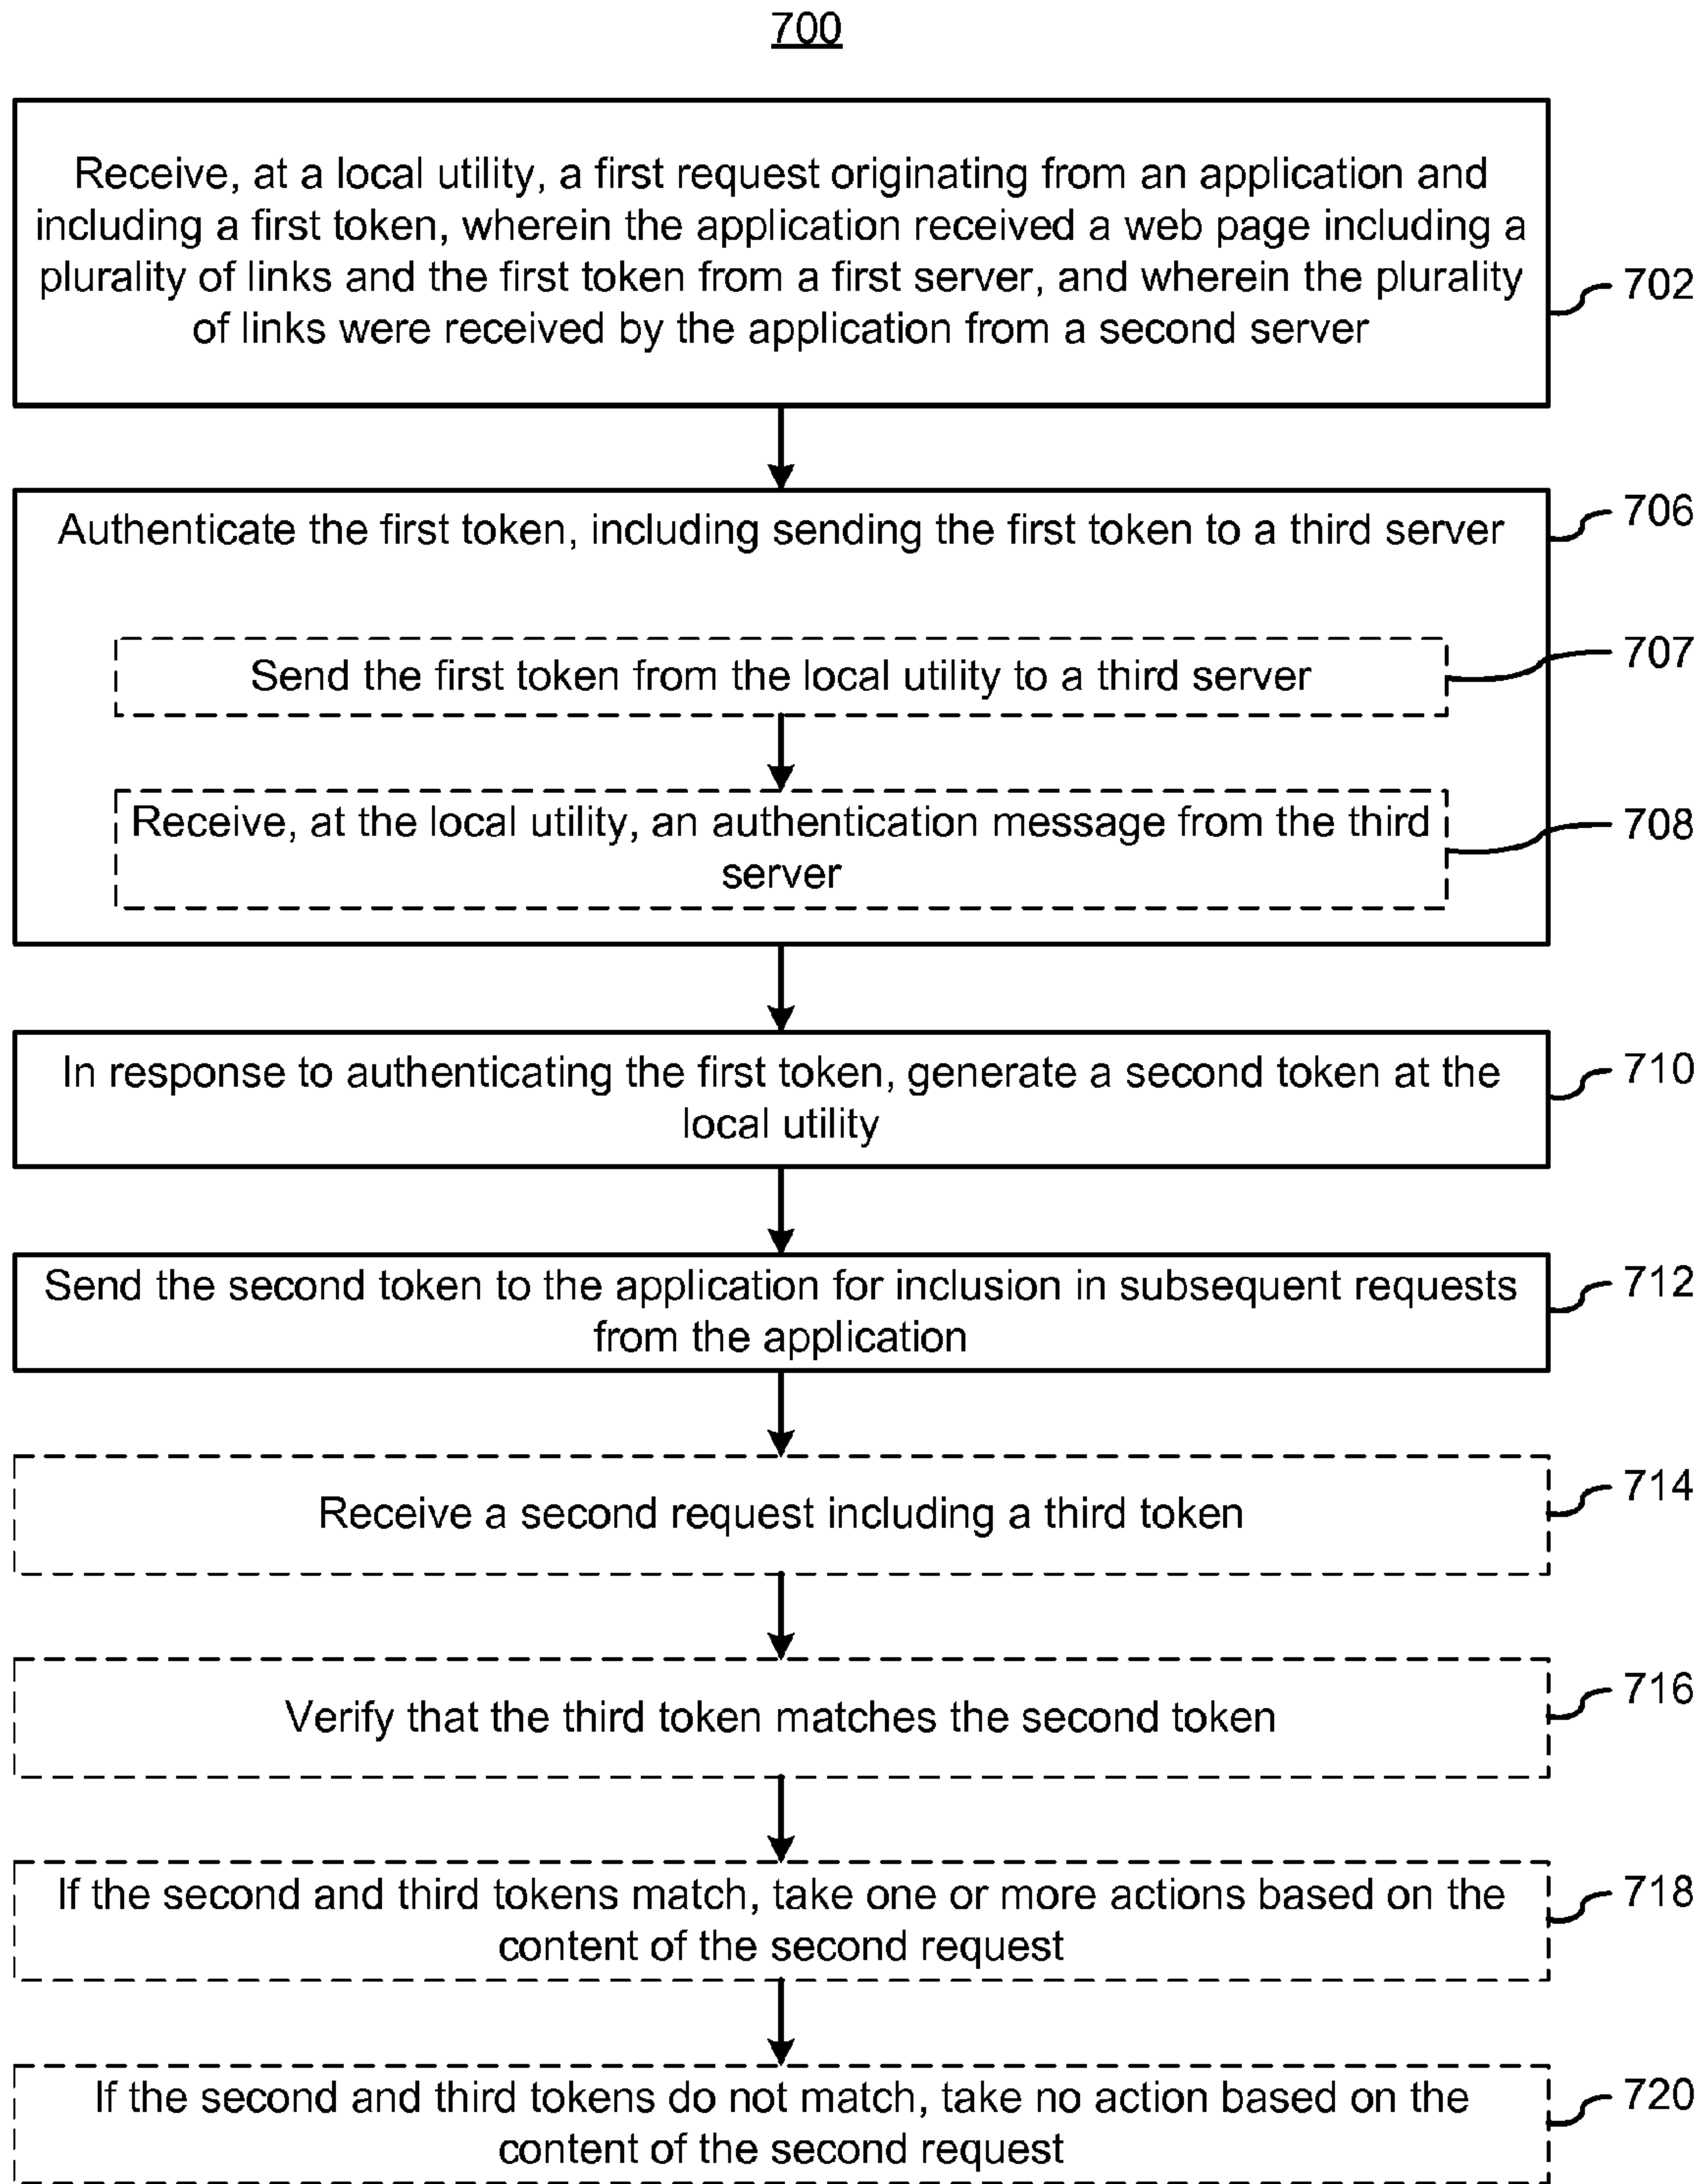 700
Receive, at a local utility, a first request originating from an application and
including a first token, wherein the application received a web page including a
plurality of links and the first token from a first server, and wherein the plurality
of links were received by the application from a second server
702
Authenticate the first token, including sending the first token to a third server
706
Send the first token from the local utility to a third server
707
Receive, at the local utility, an authentication message from the third
server
708
In response to authenticating the first token, generate a second token at the
local utility
710
Send the second token to the application for inclusion in subsequent requests
from the application
712
Receive a second request including a third token
714
Verify that the third token matches the second token
716
If the second and third tokens match, take one or more actions based on the
content of the second request
718
If the second and third tokens do not match, take no action based on the
content of the second request
720